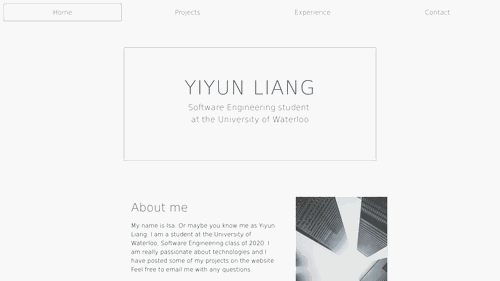 Home
Projects
Experience
Contact
YIYUN LIANG
Software Engineering student
at the University of Waterloo
About me
My name is Isa. Or maybe you know me as Yiyun
Liang. I am a student at the University of
Waterloo, Software Engineering class of 2020. I
am really passionate about technologies and I
have posted some of my projects on the website.
Feel free to email me with any questions.